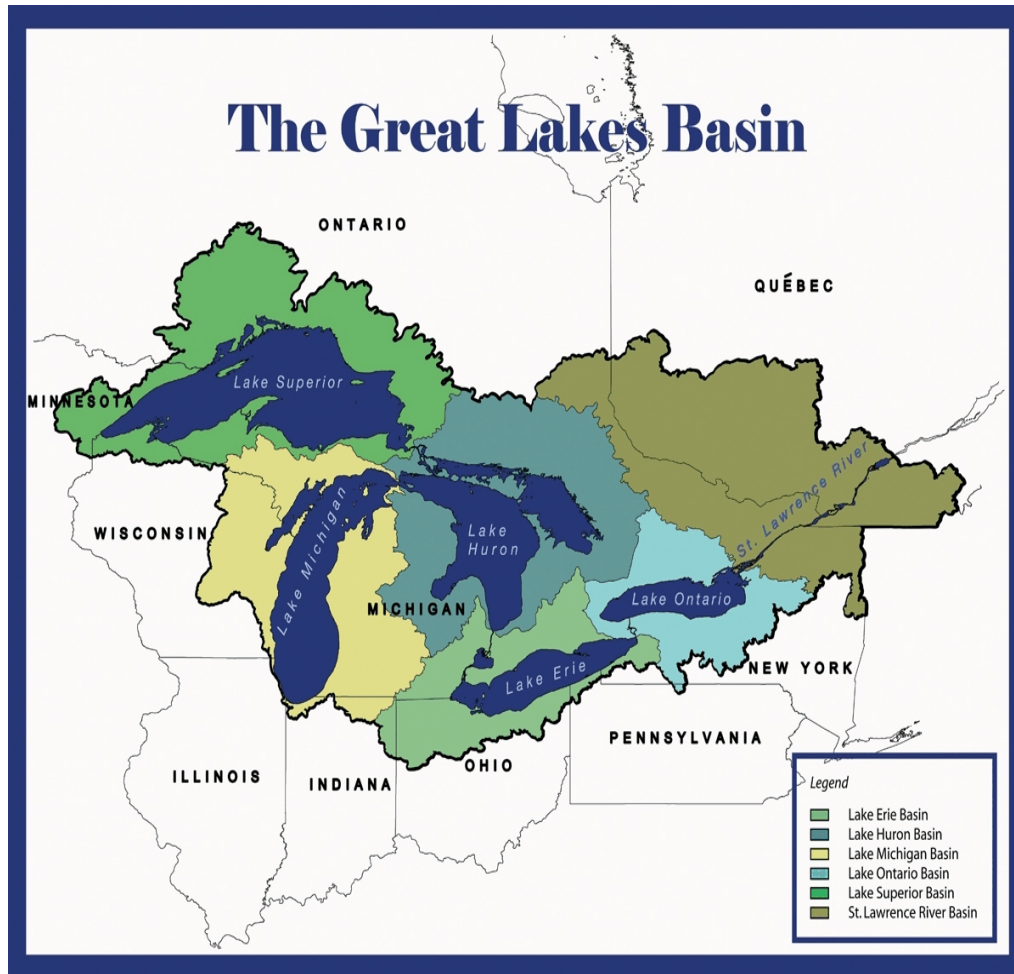 The Great Lakes Basin
ONTARIO
QUÉBEC
Lake Superior
MINNESOTA
St. Lawrence River
WISCONSIN
Lake Michigan
Lake
Huron
MICHIGAN
Lake Ontario
NEW YORK
Lake Erie
PENNSYLVANIA
OHIO
ILLINOIS
INDIANA
Legend
Lake Erie Basin
Lake Huron Basin
Lake Michigan Basin
Lake Ontario Basin
Lake Superior Basin
St. Lawrence River Basin